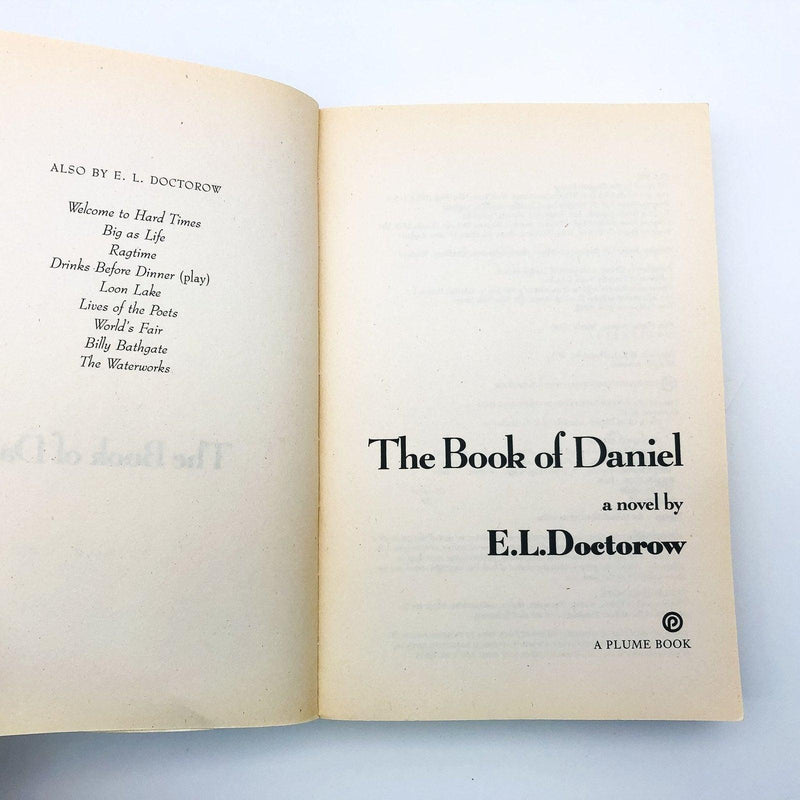 ALSO BY E. L. DOCTOROW
Welcome to Hard Times
Big as Life
Ragtime
Drinks Before Dinner (play)
Loon Lake
Lives of the Poets
World's Fair
Billy Bathgate
The Waterworks
The Book of Daniel
a novel by
E.L.Doctorow
A PLUME BOOK